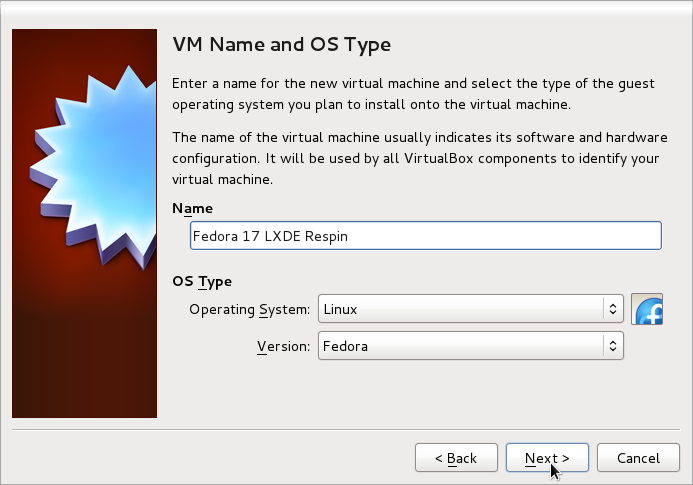 VM Name and OS Type
Enter a name for the new virtual machine and select the type of the guest
operating system you plan to install onto the virtual machine.
The name of the virtual machine usually indicates its software and hardware
configuration. It will be used by all VirtualBox components to identify your
virtual machine.
Name
Fedora 17 LXDE Respin
OS Type
Operating System: Linux
Version: Fedora
< Back Next > Cancel